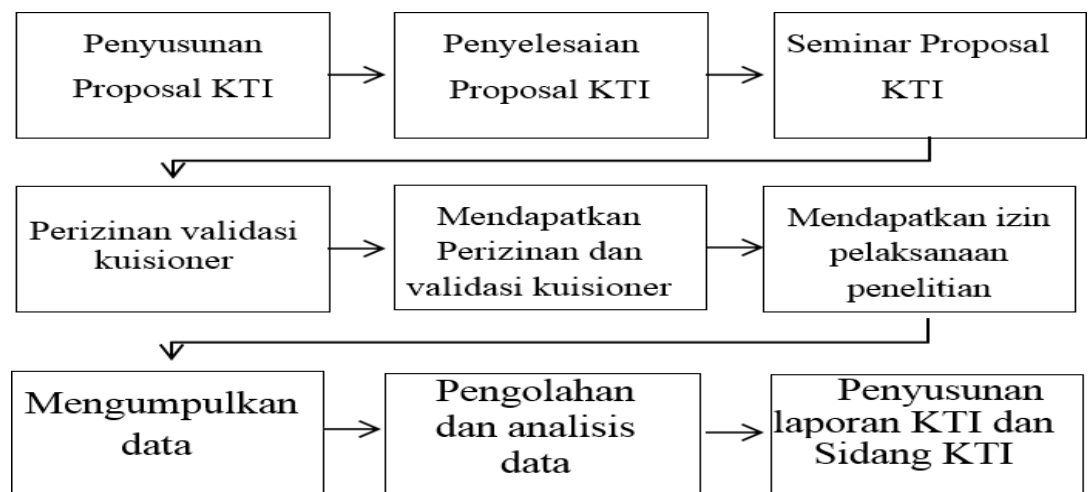 Penyusunan
Proposal KTI
Penyelesaian
Proposal KTI
Seminar Proposal
KTI
Perizinan validasi
kuisioner
Mendapatkan
Perizinan dan
validasi kuisioner
Mendapatkan izin
pelaksanaan
penelitian
Mengumpulkan
data
Pengolahan
dan analisis
data
Penyusunan
laporan KTI dan
Sidang KTI